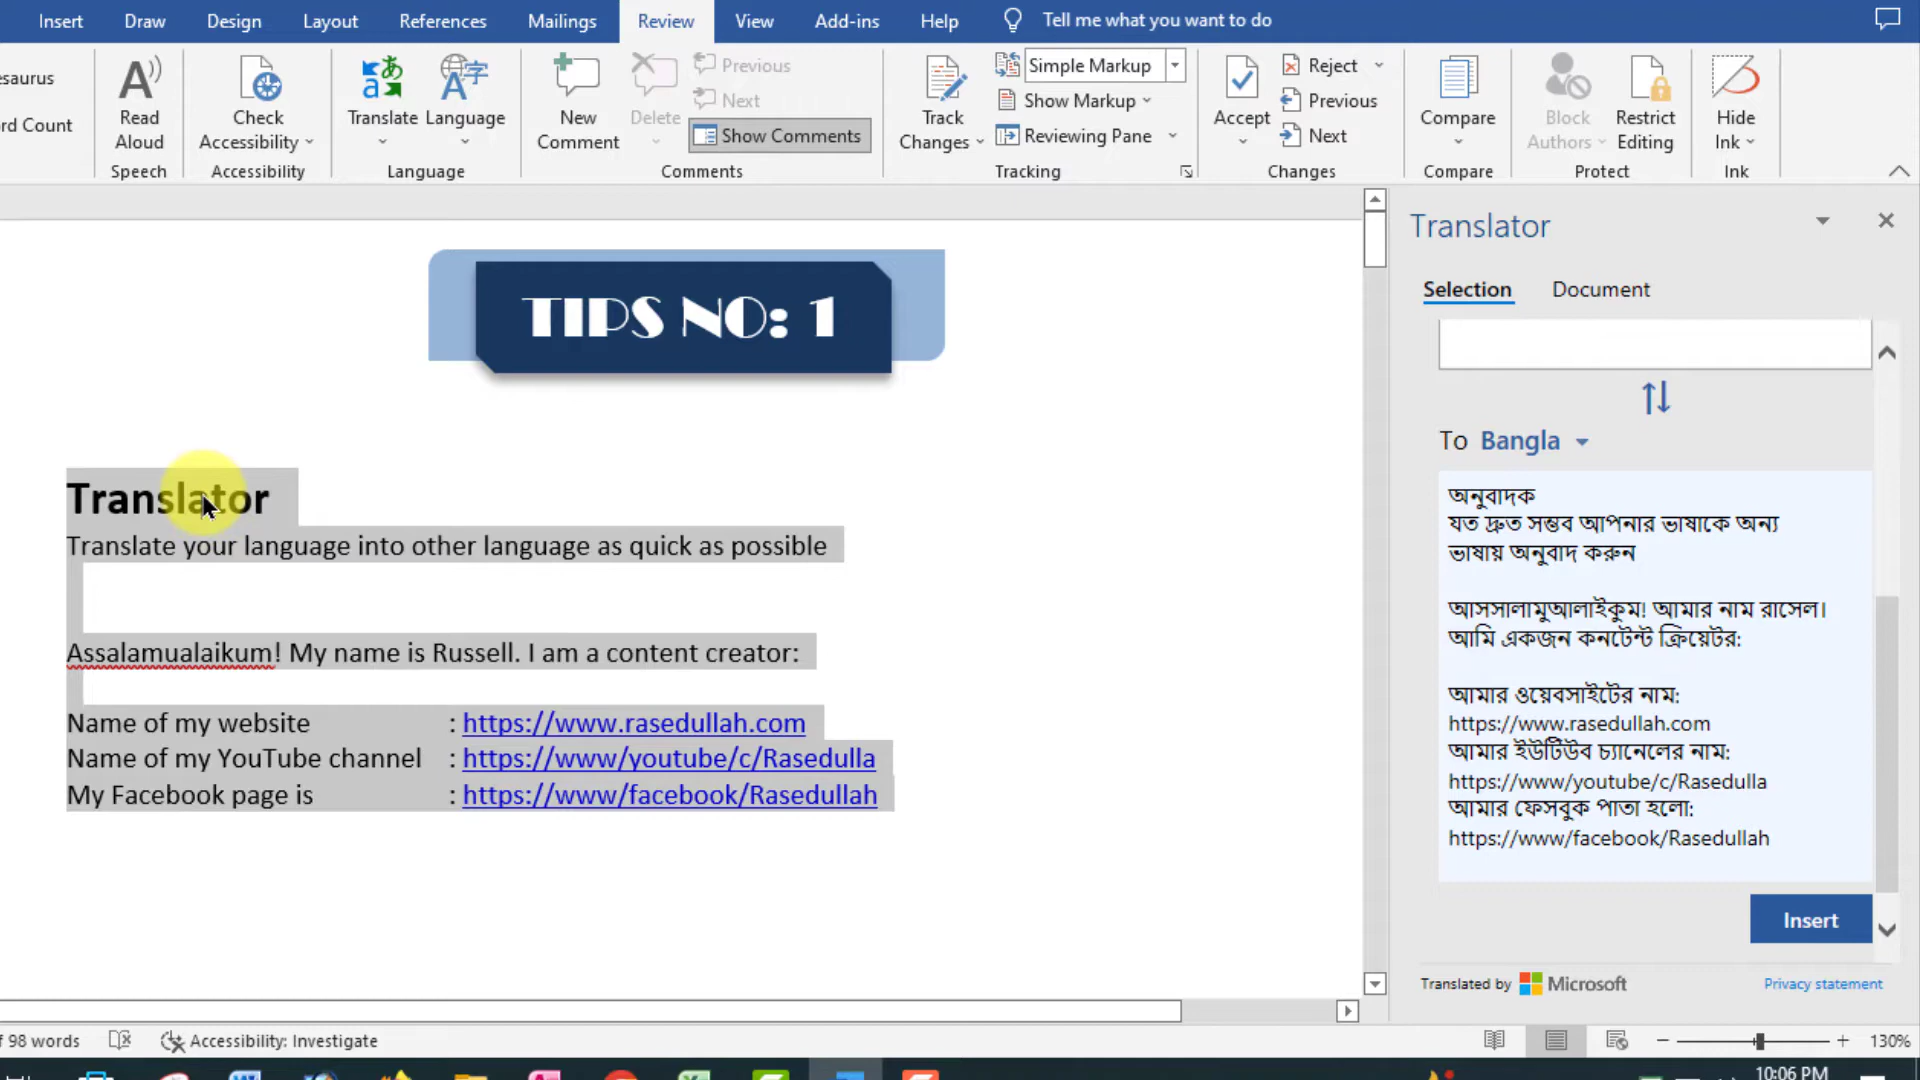 Insert Draw Design Layout References Mailings Review View Add-ins Help Tell me what you want to do
esaurus
rd Count
Read Aloud
Speech
Check Accessibility
Accessibility
Translate Language
Language
New Comment
Delete
Previous
Next
Show Comments
Comments
Track Changes
Simple Markup
Show Markup
Reviewing Pane
Tracking
Accept
Reject
Previous
Next
Changes
Compare
Compare
Block Authors
Restrict Editing
Protect
Hide Ink
Ink
TIPS NO: 1
Translator
Translate your language into other language as quick as possible
Assalamualaikum! My name is Russell. I am a content creator:
Name of my website : https://www.rasedullah.com
Name of my YouTube channel : https://www/youtube/c/Rasedulla
My Facebook page is : https://www/facebook/Rasedullah
Translator
Selection Document
To Bangla
অনুবাদক
যত দ্রুত সম্ভব আপনার ভাষাকে অন্য
ভাষায় অনুবাদ করুন
আসসালামুআলাইকুম! আমার নাম রাসেল।
আমি একজন কনটেন্ট ক্রিয়েটর:
আমার ওয়েবসাইটের নাম:
https://www.rasedullah.com
আমার ইউটিউব চ্যানেলের নাম:
https://www/youtube/c/Rasedulla
আমার ফেসবুক পাতা হলো:
https://www/facebook/Rasedullah
Insert
Translated by Microsoft Privacy statement
f 98 words Accessibility: Investigate 130%
10:06 PM